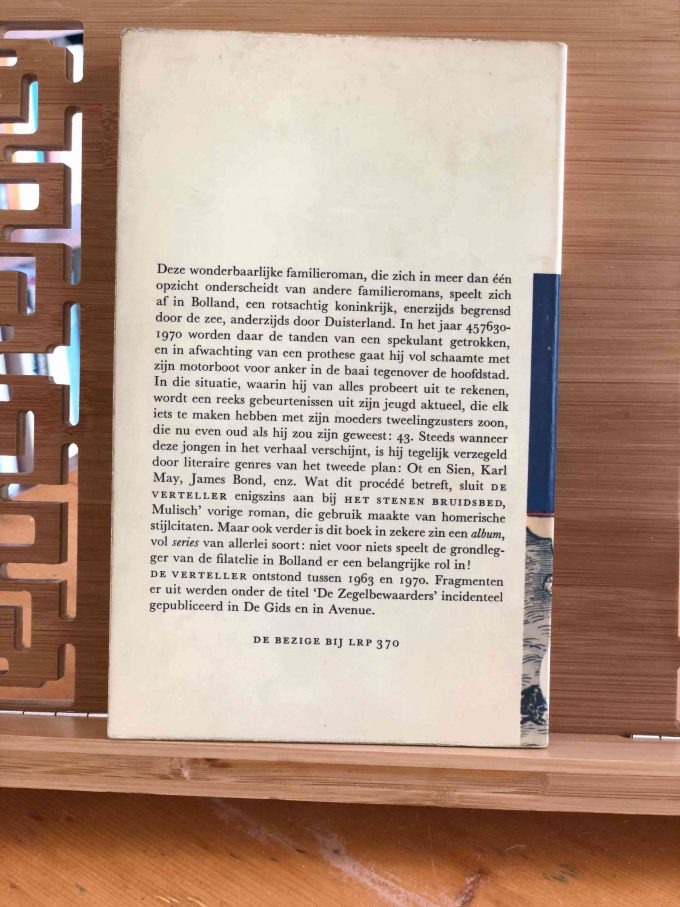 Deze wonderbaarlijke familieroman, die zich in meer dan één
opzicht onderscheidt van andere familieromans, speelt zich
af in Bolland, een rotsachtig koninkrijk, enerzijds begrensd
door de zee, anderzijds door Duisterland. In het jaar 457630-
1970 worden daar de tanden van een spekulant getrokken,
en in afwachting van een prothese gaat hij vol schaamte met
zijn motorboot voor anker in de baai tegenover de hoofdstad.
In die situatie, waarin hij van alles probeert uit te rekenen,
wordt een reeks gebeurtenissen uit zijn jeugd aktueel, die elk
iets te maken hebben met zijn moeders tweelingzusters zoon,
die nu even oud als hij zou zijn geweest: 43. Steeds wanneer
deze jongen in het verhaal verschijnt, is hij tegelijk verzegeld
door literaire genres van het tweede plan: Ot en Sien, Karl
May, James Bond, enz. Wat dit procédé betreft, sluit DE
VERTELLER enigszins aan bij HET STENEN BRUIDSBED,
Mulisch' vorige roman, die gebruik maakte van homerische
stijlcitaten. Maar ook verder is dit boek in zekere zin een album,
vol series van allerlei soort: niet voor niets speelt de grondleg-
ger van de filatelie in Bolland er een belangrijke rol in!
DE VERTELLER ontstond tussen 1963 en 1970. Fragmenten
er uit werden onder de titel 'De Zegelbewaarders' incidenteel
gepubliceerd in De Gids en in Avenue.
DE BEZIGE BIJ LRP 370